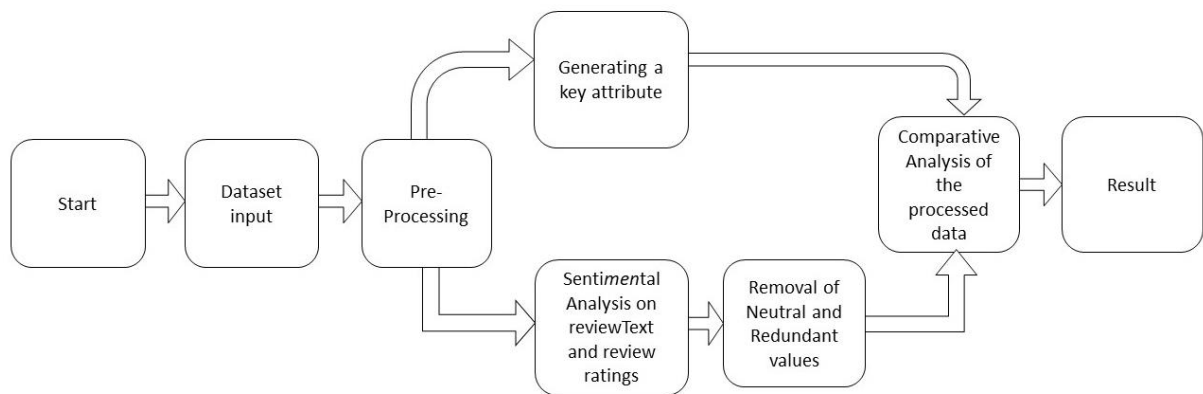 Start
Dataset
input
Pre-
Processing
Generating a
key attribute
Sentimental
Analysis on
reviewText
and review
ratings
Removal of
Neutral and
Redundant
values
Comparative
Analysis of
the
processed
data
Result